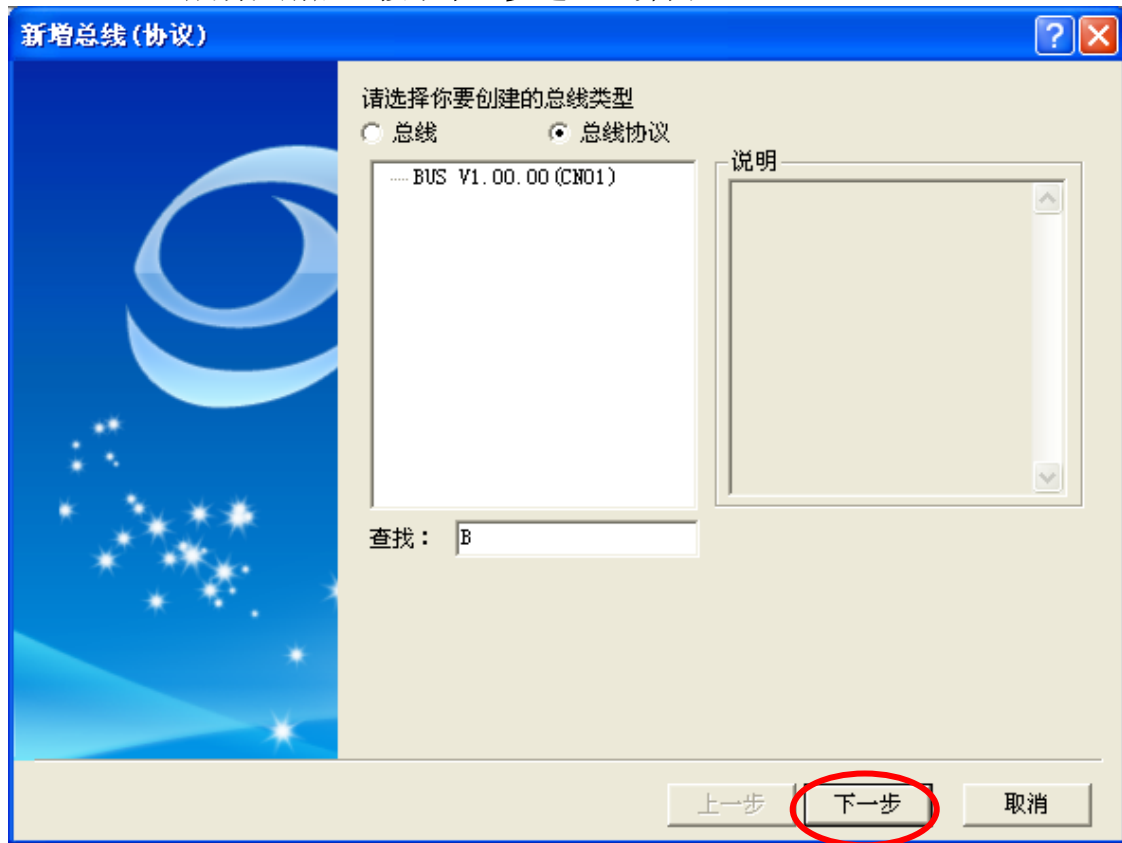 新增总线(协议)
请选择你要创建的总线类型
总线 总线协议
BUS V1.00.00(CN01)
说明
查找: B
上一步 下一步 取消